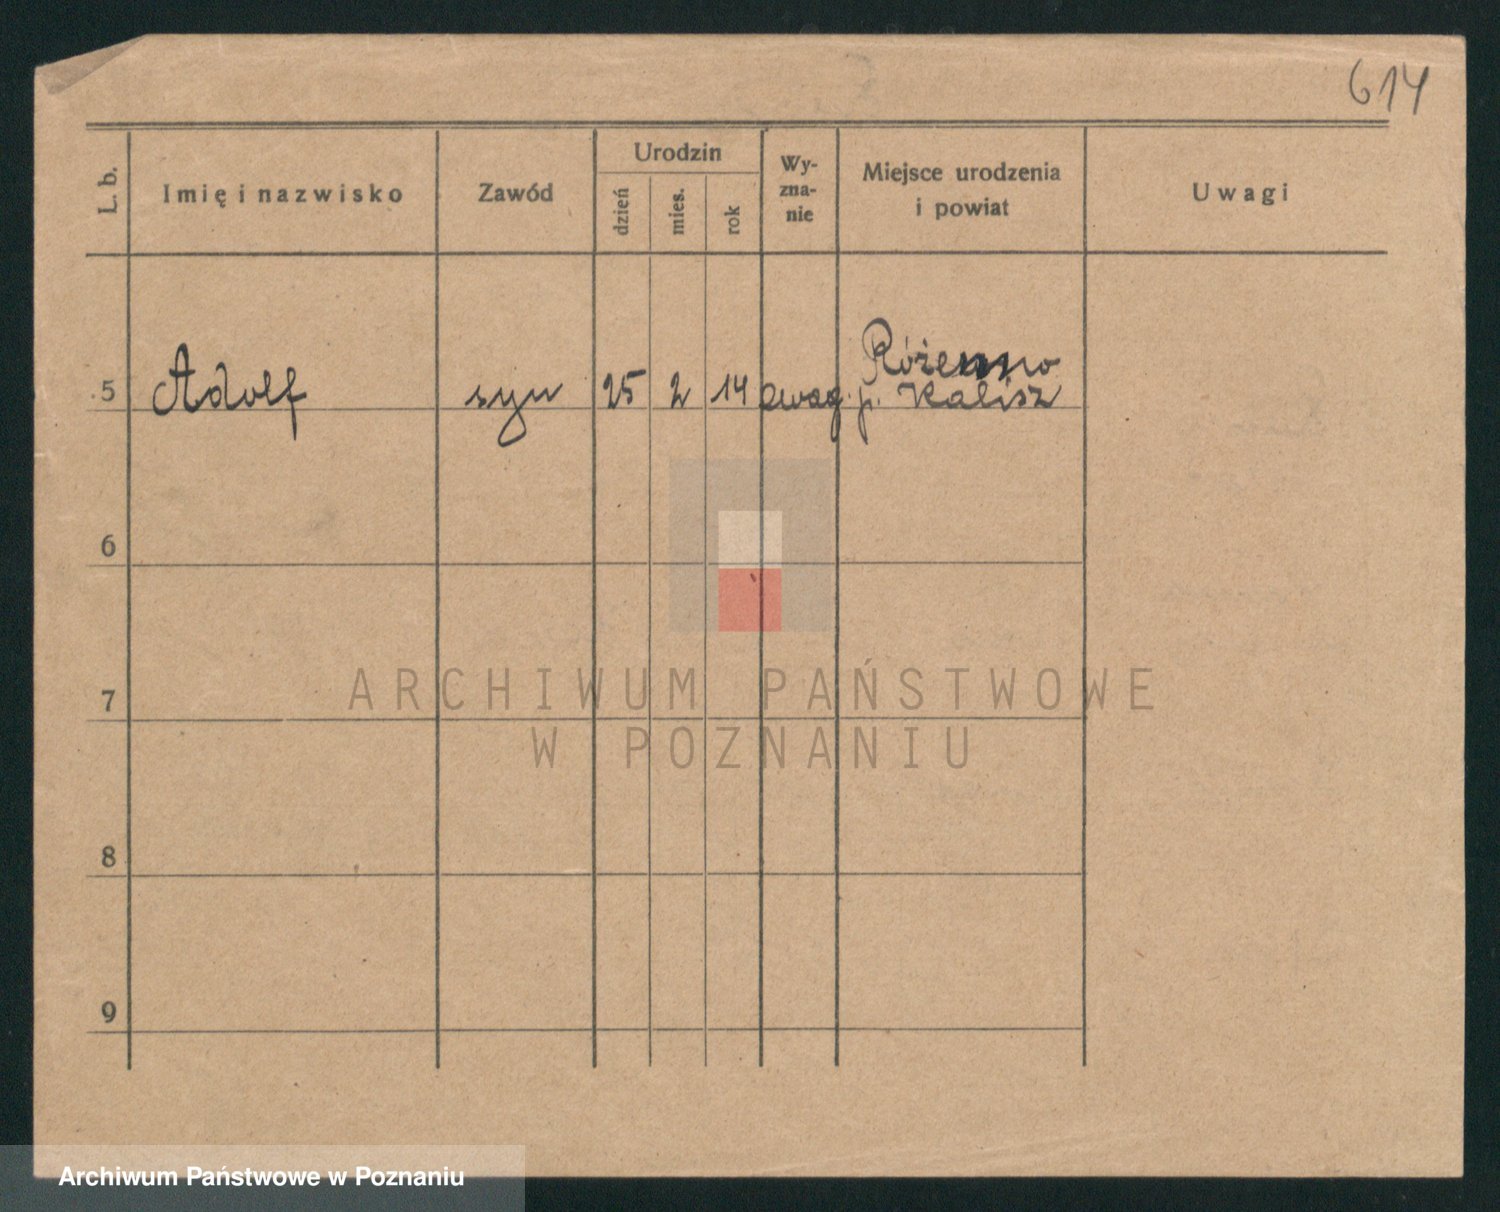 614
L. b.
Imię i nazwisko
Zawód
Urodzin
dzień
mies.
rok
Wy-
zna-
nie
Miejsce urodzenia
i powiat
Uwagi
5 Adolf syn 25 2 14 ewag. Różenno
p. Kalisz
6
7
8
9
ARCHIWUM PAŃSTWOWE
W POZNANIU
Archiwum Państwowe w Poznaniu